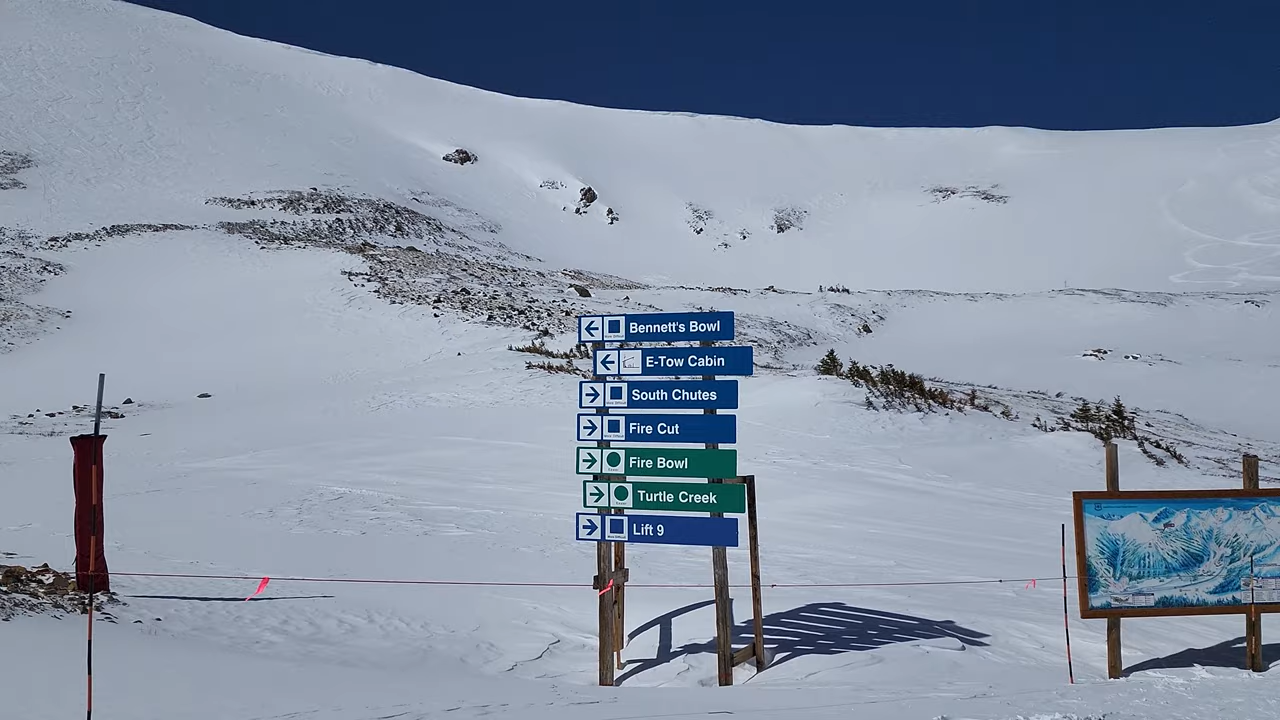 Bennett's Bowl
E-Tow Cabin
South Chutes
Fire Cut
Fire Bowl
Turtle Creek
Lift 9